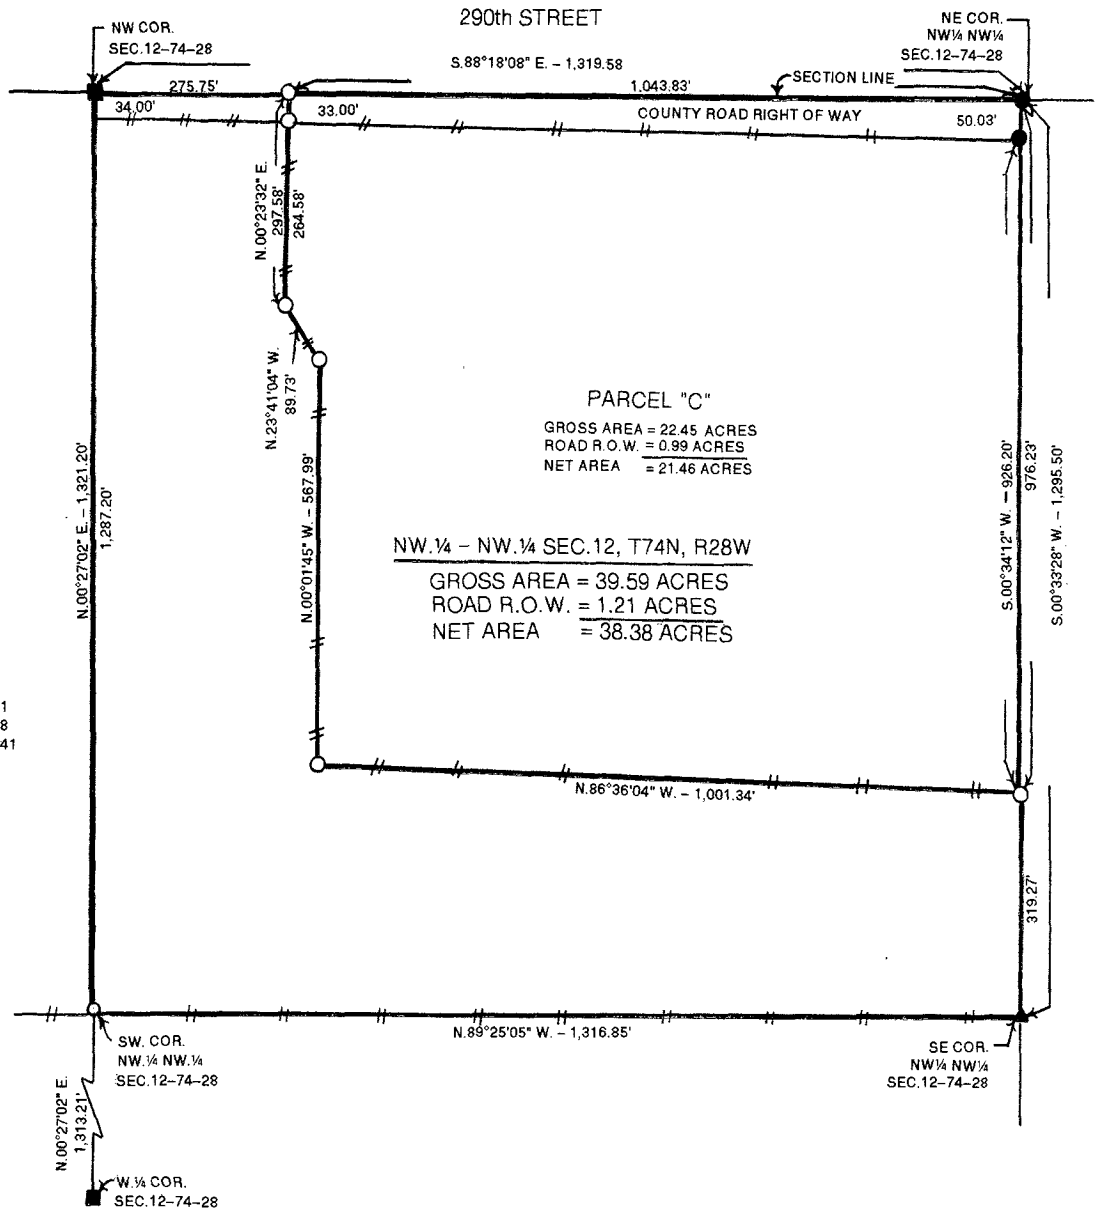 290th STREET
NW COR.
SEC.12–74–28
NE COR.
NW¼ NW¼
SEC.12–74–28
S.88°18'08" E. – 1,319.58
275.75'
1,043.83'
SECTION LINE
34.00'
33.00'
COUNTY ROAD RIGHT OF WAY
50.03'
N.00°23'32" E.
297.58'
264.58'
N.23°41'04" W.
89.73'
PARCEL "C"
GROSS AREA = 22.45 ACRES
ROAD R.O.W. = 0.99 ACRES
NET AREA = 21.46 ACRES
N.00°27'02" E. – 1,321.20'
1,287.20'
N.00°01'45" W. – 567.99'
S.00°34'12" W. – 926.20'
976.23'
S.00°33'28" W. – 1,295.50'
NW.¼ – NW.¼ SEC.12, T74N, R28W
GROSS AREA = 39.59 ACRES
ROAD R.O.W. = 1.21 ACRES
NET AREA = 38.38 ACRES
1
8
41
N.86°36'04" W. – 1,001.34'
319.27'
N.89°25'05" W. – 1,316.85'
SW. COR.
NW.¼ NW.¼
SEC.12–74–28
SE COR.
NW¼ NW¼
SEC.12–74–28
N.00°27'02" E.
1,313.21'
W.¼ COR.
SEC.12–74–28